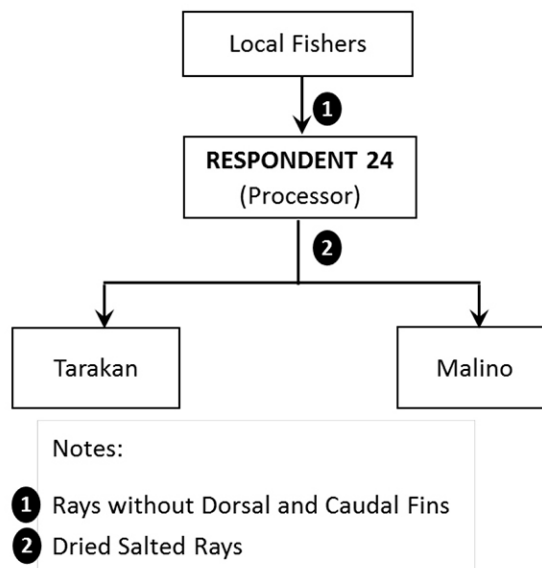 Local Fishers
1
RESPONDENT 24
(Processor)
2
Tarakan
Malino
Notes:
1 Rays without Dorsal and Caudal Fins
2 Dried Salted Rays